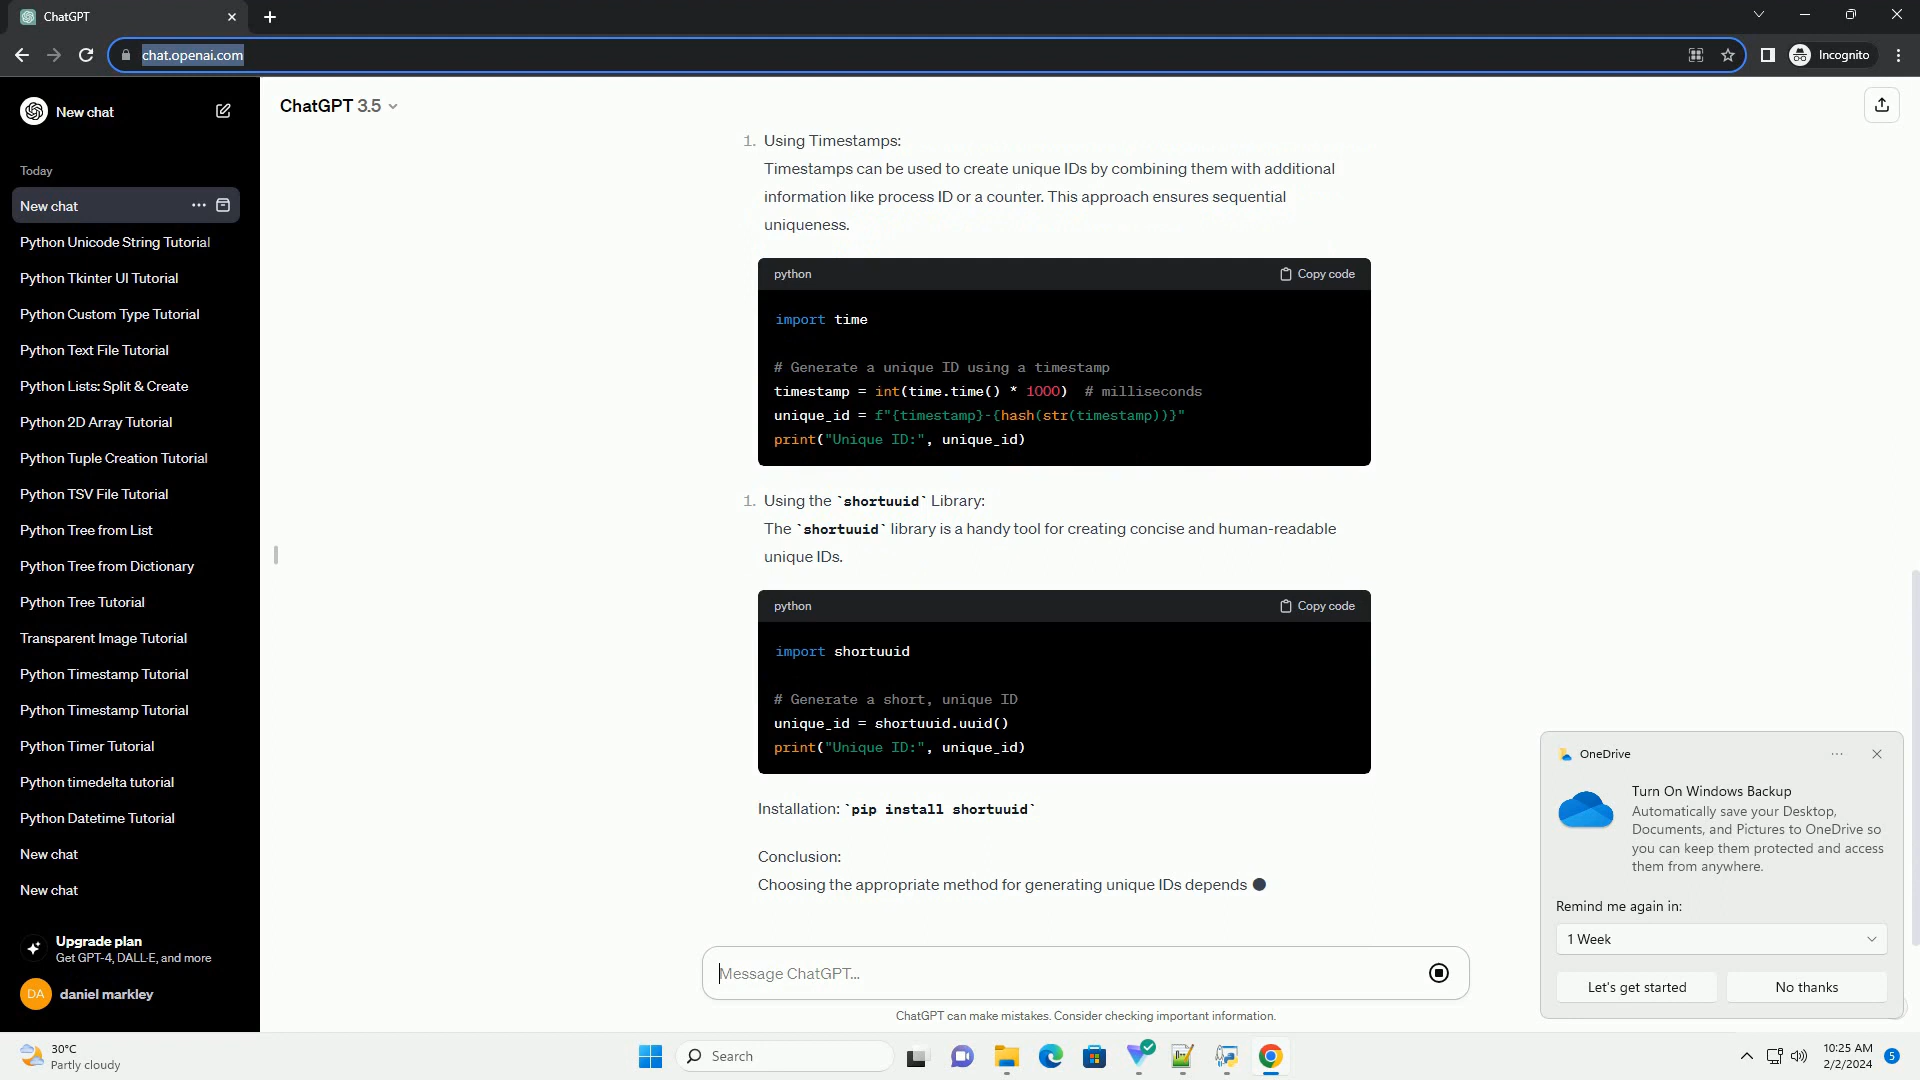 ChatGPT
chat.openai.com
Incognito
New chat
ChatGPT 3.5
Today
New chat
Python Unicode String Tutorial
Python Tkinter UI Tutorial
Python Custom Type Tutorial
Python Text File Tutorial
Python Lists: Split & Create
Python 2D Array Tutorial
Python Tuple Creation Tutorial
Python TSV File Tutorial
Python Tree from List
Python Tree from Dictionary
Python Tree Tutorial
Transparent Image Tutorial
Python Timestamp Tutorial
Python Timestamp Tutorial
Python Timer Tutorial
Python timedelta tutorial
Python Datetime Tutorial
New chat
New chat
Upgrade plan
Get GPT-4, DALL·E, and more
DA
daniel markley
1. Using Timestamps:
Timestamps can be used to create unique IDs by combining them with additional
information like process ID or a counter. This approach ensures sequential
uniqueness.
python
Copy code
import time
# Generate a unique ID using a timestamp
timestamp = int(time.time() * 1000)  # milliseconds
unique_id = f"{timestamp}-{hash(str(timestamp))}"
print("Unique ID:", unique_id)
1. Using the `shortuuid` Library:
The `shortuuid` library is a handy tool for creating concise and human-readable
unique IDs.
python
Copy code
import shortuuid
# Generate a short, unique ID
unique_id = shortuuid.uuid()
print("Unique ID:", unique_id)
Installation: `pip install shortuuid`
Conclusion:
Choosing the appropriate method for generating unique IDs depends
Message ChatGPT...
ChatGPT can make mistakes. Consider checking important information.
OneDrive
Turn On Windows Backup
Automatically save your Desktop,
Documents, and Pictures to OneDrive so
you can keep them protected and access
them from anywhere.
Remind me again in:
1 Week
Let's get started
No thanks
30°C
Partly cloudy
Search
10:25 AM
2/2/2024
5